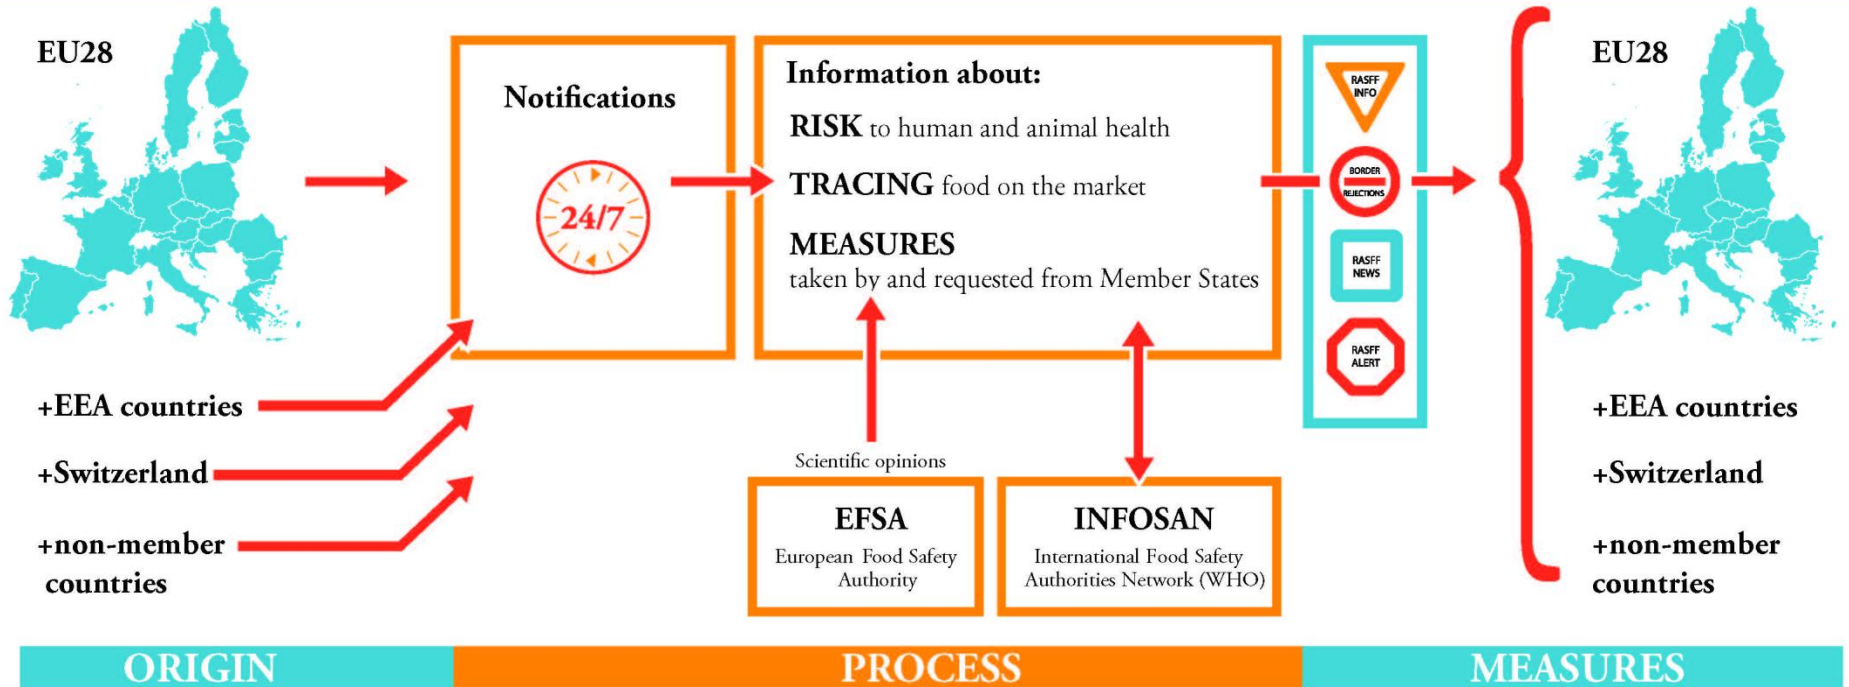 EU28
+EEA countries
+Switzerland
+non-member
countries
Notifications
24/7
Information about:
RISK to human and animal health
TRACING food on the market
MEASURES
taken by and requested from Member States
Scientific opinions
EFSA
European Food Safety
Authority
INFOSAN
International Food Safety
Authorities Network (WHO)
RASFF
INFO
BORDER
REJECTIONS
RASFF
NEWS
RASFF
ALERT
EU28
+EEA countries
+Switzerland
+non-member
countries
ORIGIN
PROCESS
MEASURES